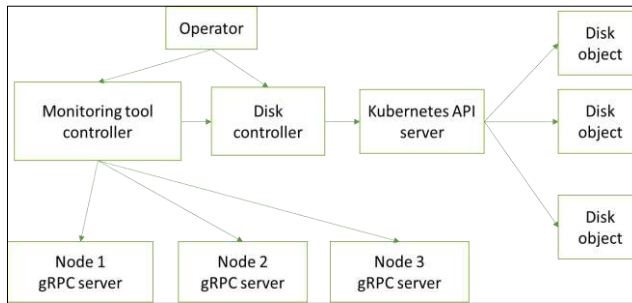 Operator
Disk
object
Monitoring tool
controller
Disk
controller
Kubernetes API
server
Disk
object
Disk
object
Node 1
gRPC server
Node 2
gRPC server
Node 3
gRPC server